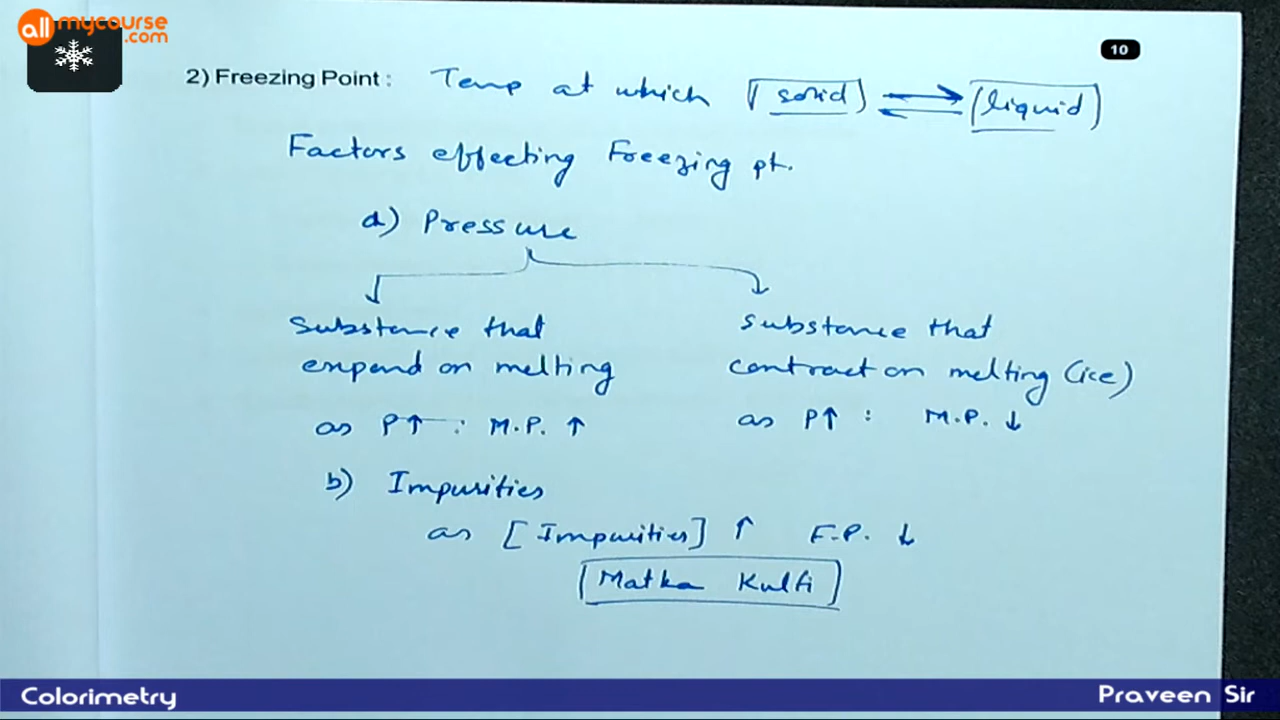 allmycourse.com
10
2) Freezing Point : Temp at which solid ⇌ liquid
Factors effecting Freezing pt.
a) Pressure
Substance that
expend on melting
as P↑ : M.P. ↑
Substance that
contract on melting (ice)
as P↑ : M.P. ↓
b) Impurities
as [Impurities] ↑ F.P. ↓
Matka Kulfi
Colorimetry
Praveen Sir